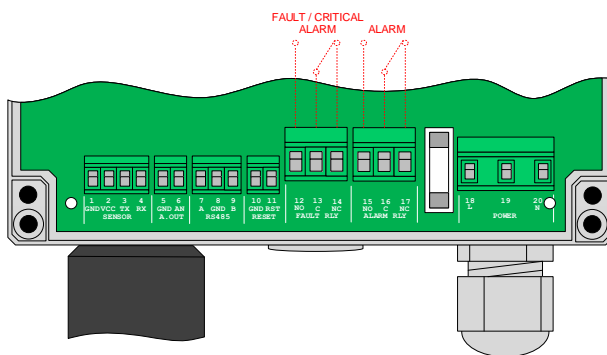 FAULT / CRITICAL
ALARM
ALARM
1 2 3 4 5 6 7 8 9 10 11 12 13 14 15 16 17 18 19 20
GND VCC TX RX GND AN A GND B GND RST NO C NC NO C NC L N
SENSOR A.OUT RS485 RESET FAULT RLY ALARM RLY POWER